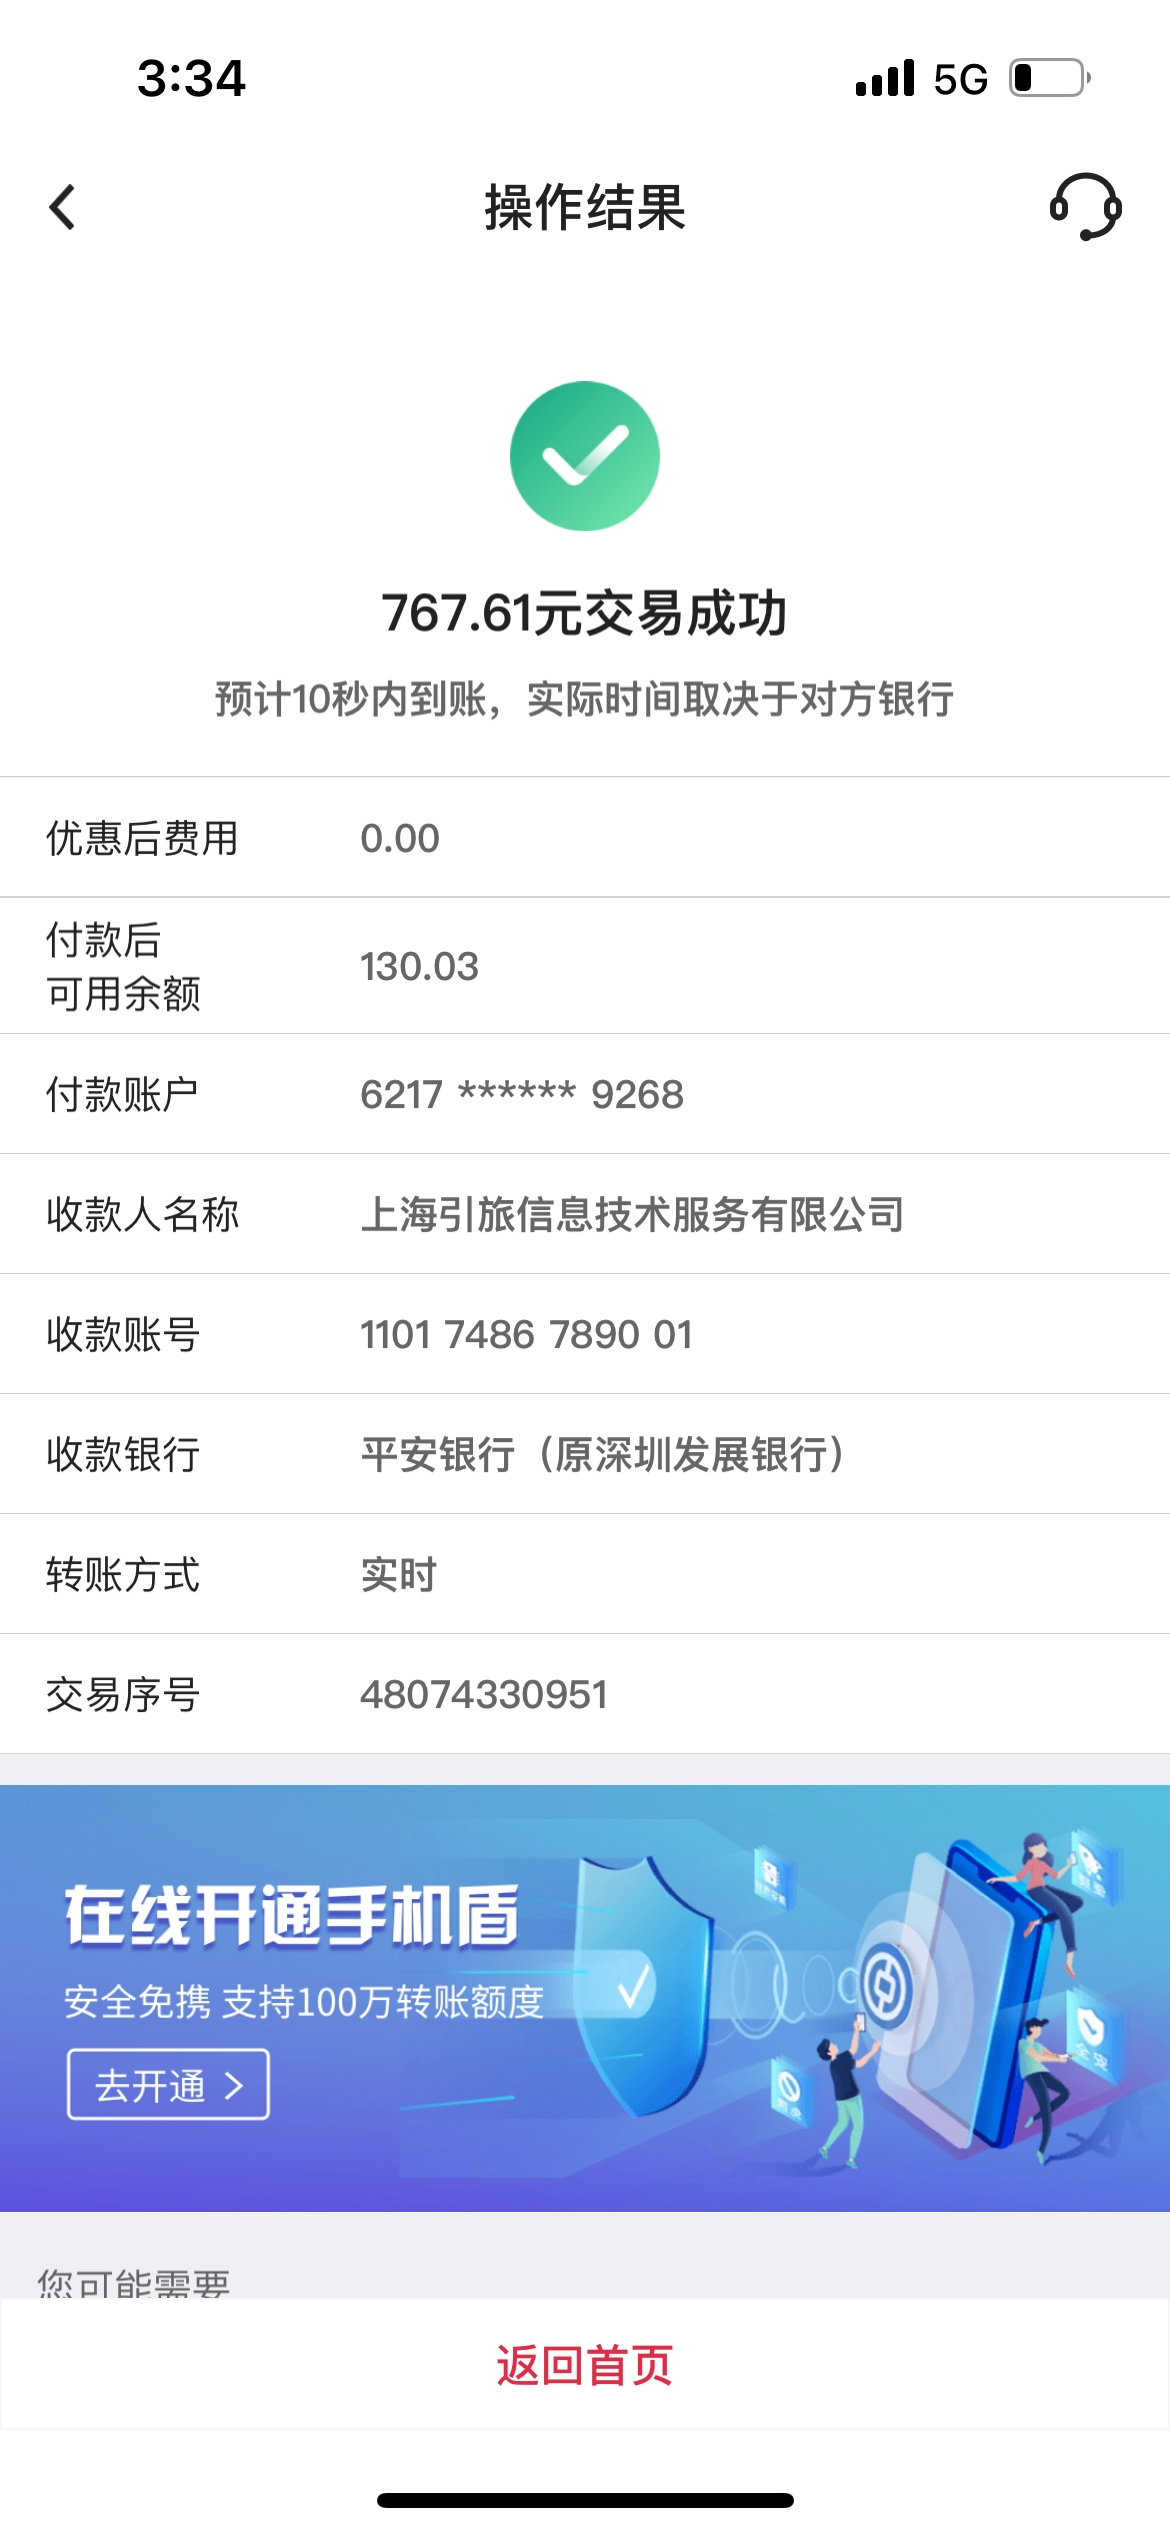 3:34
5G
操作结果
767.61元交易成功
预计10秒内到账，实际时间取决于对方银行
优惠后费用 0.00
付款后
可用余额 130.03
付款账户 6217 ****** 9268
收款人名称 上海引旅信息技术服务有限公司
收款账号 1101 7486 7890 01
收款银行 平安银行（原深圳发展银行）
转账方式 实时
交易序号 48074330951
在线开通手机盾
安全免携 支持100万转账额度
去开通 >
您可能需要
返回首页